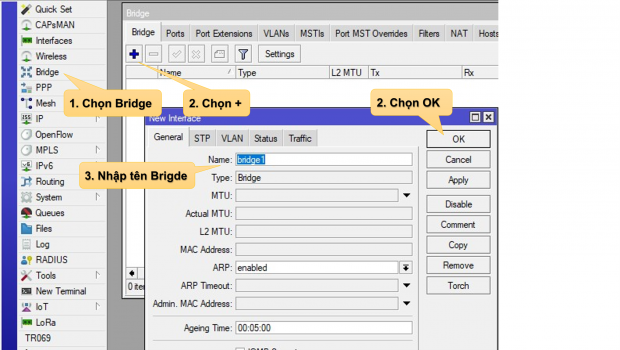 Quick Set
CAPsMAN
Interfaces
Wireless
Bridge
PPP
Mesh
IP
OpenFlow
MPLS
IPv6
Routing
System
Queues
Files
Log
RADIUS
Tools
New Terminal
IoT
LoRa
TR069
Bridge
Bridge Ports Port Extensions VLANs MSTIs Port MST Overrides Filters NAT Hosts
Settings
Name Type L2 MTU Tx Rx
1. Chọn Bridge
2. Chọn +
2. Chọn OK
New Interface
General STP VLAN Status Traffic
Name: bridge1
3. Nhập tên Brigde
Type: Bridge
MTU:
Actual MTU:
L2 MTU:
MAC Address:
ARP: enabled
ARP Timeout:
Admin. MAC Address:
Ageing Time: 00:05:00
OK
Cancel
Apply
Disable
Comment
Copy
Remove
Torch